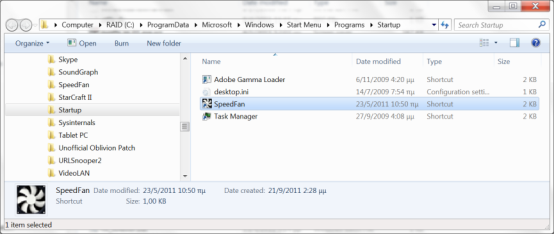 Computer ▸ RAID (C:) ▸ ProgramData ▸ Microsoft ▸ Windows ▸ Start Menu ▸ Programs ▸ Startup
Search Startup
Organize Open Burn New folder
Skype
SoundGraph
SpeedFan
StarCraft II
Startup
Sysinternals
Tablet PC
Unofficial Oblivion Patch
URLSnooper2
VideoLAN
Name Date modified Type Size
Adobe Gamma Loader 6/11/2009 4:20 μμ Shortcut 2 KB
desktop.ini 14/7/2009 7:54 πμ Configuration setti... 1 KB
SpeedFan 23/5/2011 10:50 πμ Shortcut 2 KB
Task Manager 27/9/2009 4:08 μμ Shortcut 2 KB
SpeedFan Date modified: 23/5/2011 10:50 πμ Date created: 21/9/2011 2:28 μμ
Shortcut Size: 1,00 KB
1 item selected